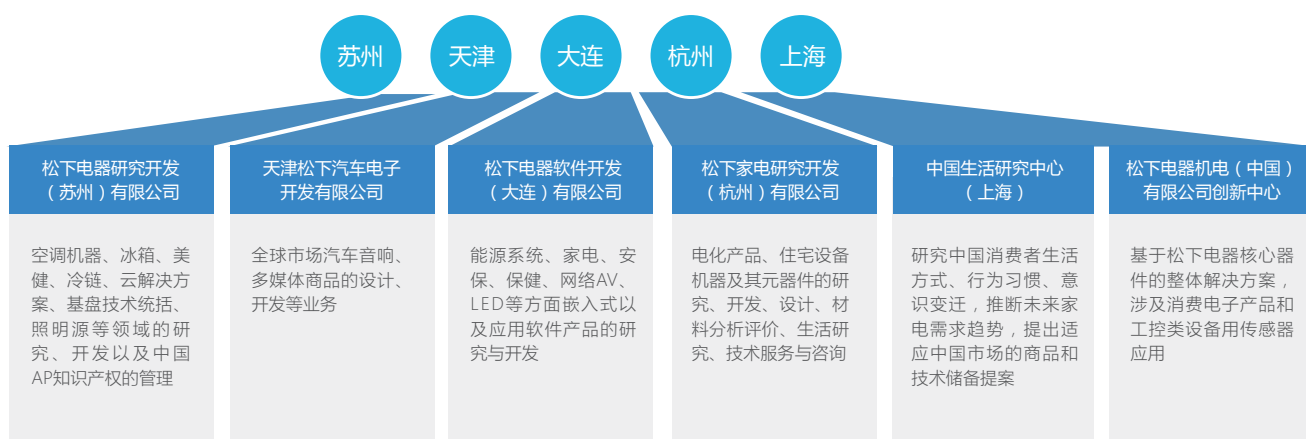 苏州
天津
大连
杭州
上海
松下电器研究开发
（苏州）有限公司
空调机器、冰箱、美
健、冷链、云解决方
案、基盘技术统括、
照明源等领域的研
究、开发以及中国
AP知识产权的管理
天津松下汽车电子
开发有限公司
全球市场汽车音响、
多媒体商品的设计、
开发等业务
松下电器软件开发
（大连）有限公司
能源系统、家电、安
保、保健、网络AV、
LED等方面嵌入式以
及应用软件产品的研
究与开发
松下家电研究开发
（杭州）有限公司
电化产品、住宅设备
机器及其元器件的研
究、开发、设计、材
料分析评价、生活研
究、技术服务与咨询
中国生活研究中心
（上海）
研究中国消费者生活
方式、行为习惯、意
识变迁，推断未来家
电需求趋势，提出适
应中国市场的商品和
技术储备提案
松下电器机电（中国）
有限公司创新中心
基于松下电器核心器
件的整体解决方案，
涉及消费电子产品和
工控类设备用传感器
应用